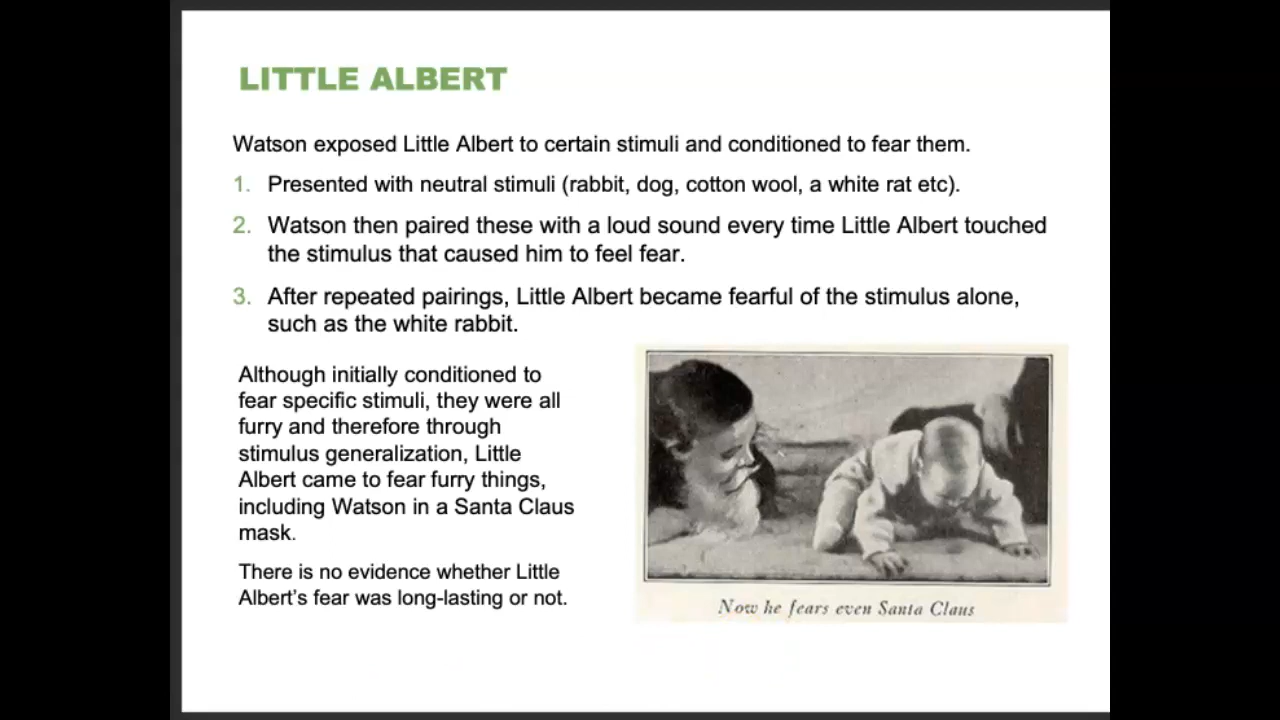 LITTLE ALBERT
Watson exposed Little Albert to certain stimuli and conditioned to fear them.
1. Presented with neutral stimuli (rabbit, dog, cotton wool, a white rat etc).
2. Watson then paired these with a loud sound every time Little Albert touched
the stimulus that caused him to feel fear.
3. After repeated pairings, Little Albert became fearful of the stimulus alone,
such as the white rabbit.
Although initially conditioned to
fear specific stimuli, they were all
furry and therefore through
stimulus generalization, Little
Albert came to fear furry things,
including Watson in a Santa Claus
mask.
There is no evidence whether Little
Albert’s fear was long-lasting or not.
Now he fears even Santa Claus